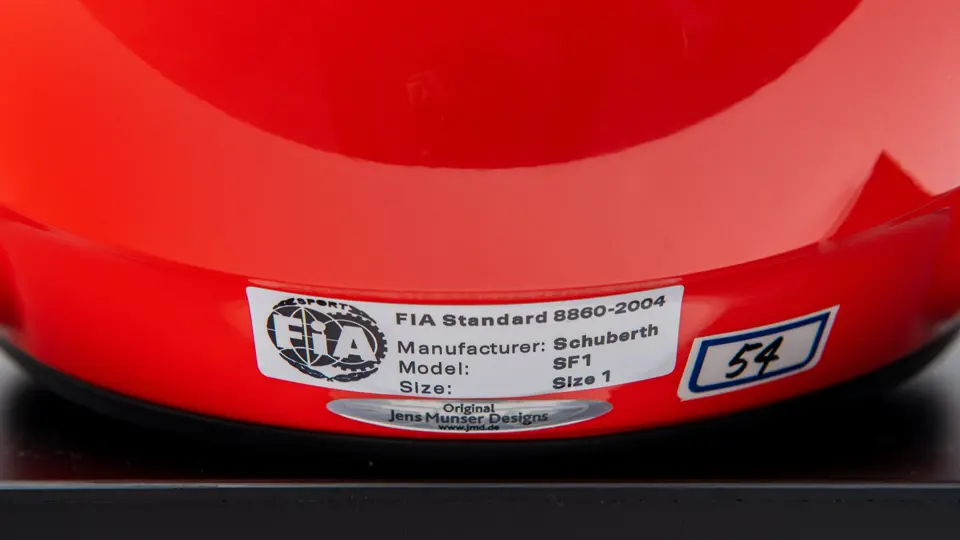 SPORT
FiA
FIA Standard 8860-2004
Manufacturer: Schuberth
Model: SF1
Size: Size 1
54
Original
Jens Munser Designs
www.jmd.de